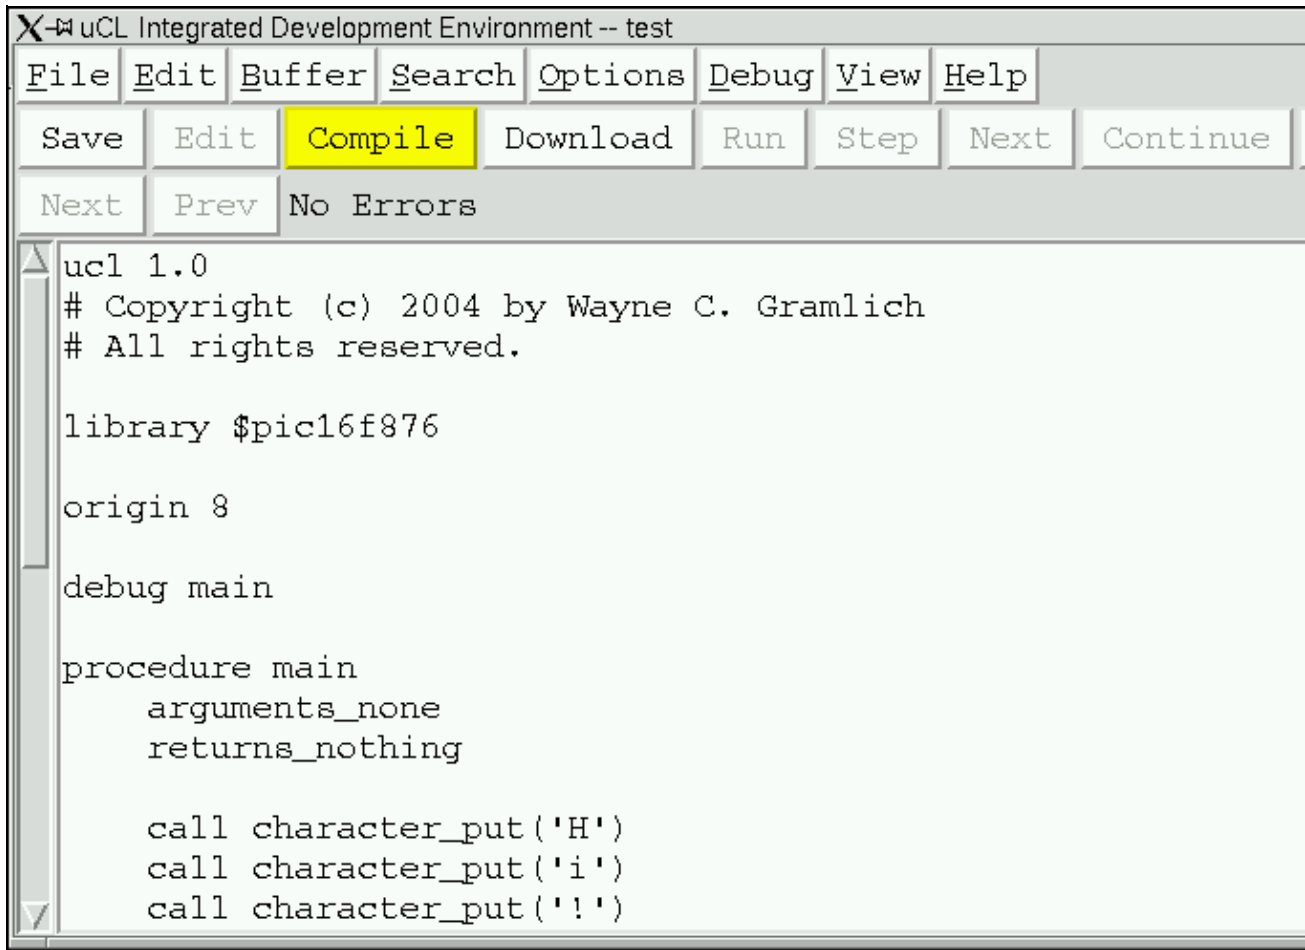 uCL Integrated Development Environment -- test
File Edit Buffer Search Options Debug View Help
Save Edit Compile Download Run Step Next Continue
Next Prev No Errors
ucl 1.0
# Copyright (c) 2004 by Wayne C. Gramlich
# All rights reserved.
library $pic16f876
origin 8
debug main
procedure main
arguments_none
returns_nothing
call character_put('H')
call character_put('i')
call character_put('!')